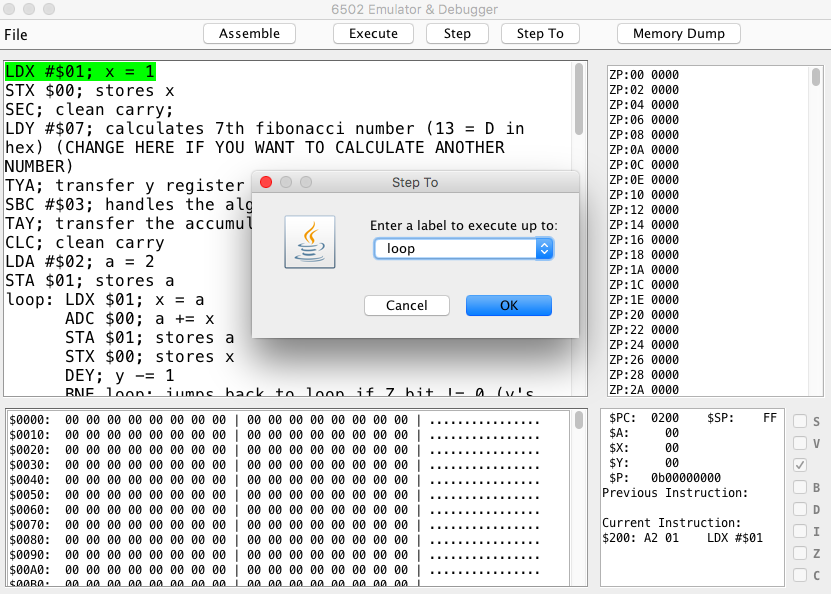 6502 Emulator & Debugger
File Assemble Execute Step Step To Memory Dump
LDX #$01; x = 1
STX $00; stores x
SEC; clean carry;
LDY #$07; calculates 7th fibonacci number (13 = D in
hex) (CHANGE HERE IF YOU WANT TO CALCULATE ANOTHER
NUMBER)
TYA; transfer y register
SBC #$03; handles the alg
TAY; transfer the accumul
CLC; clean carry
LDA #$02; a = 2
STA $01; stores a
loop: LDX $01; x = a
ADC $00; a += x
STA $01; stores a
STX $00; stores x
DEY; y -= 1
BNE loop; jumps back to loop if Z bit != 0 (y's
Step To
Enter a label to execute up to:
loop
Cancel OK
ZP:00 0000
ZP:02 0000
ZP:04 0000
ZP:06 0000
ZP:08 0000
ZP:0A 0000
ZP:0C 0000
ZP:0E 0000
ZP:10 0000
ZP:12 0000
ZP:14 0000
ZP:16 0000
ZP:18 0000
ZP:1A 0000
ZP:1C 0000
ZP:1E 0000
ZP:20 0000
ZP:22 0000
ZP:24 0000
ZP:26 0000
ZP:28 0000
ZP:2A 0000
$0000: 00 00 00 00 00 00 00 00 | 00 00 00 00 00 00 00 00 | ................
$0010: 00 00 00 00 00 00 00 00 | 00 00 00 00 00 00 00 00 | ................
$0020: 00 00 00 00 00 00 00 00 | 00 00 00 00 00 00 00 00 | ................
$0030: 00 00 00 00 00 00 00 00 | 00 00 00 00 00 00 00 00 | ................
$0040: 00 00 00 00 00 00 00 00 | 00 00 00 00 00 00 00 00 | ................
$0050: 00 00 00 00 00 00 00 00 | 00 00 00 00 00 00 00 00 | ................
$0060: 00 00 00 00 00 00 00 00 | 00 00 00 00 00 00 00 00 | ................
$0070: 00 00 00 00 00 00 00 00 | 00 00 00 00 00 00 00 00 | ................
$0080: 00 00 00 00 00 00 00 00 | 00 00 00 00 00 00 00 00 | ................
$0090: 00 00 00 00 00 00 00 00 | 00 00 00 00 00 00 00 00 | ................
$00A0: 00 00 00 00 00 00 00 00 | 00 00 00 00 00 00 00 00 | ................
$00B0: 00 00 00 00 00 00 00 00 | 00 00 00 00 00 00 00 00 | ................
$PC: 0200 $SP: FF
$A: 00
$X: 00
$Y: 00
$P: 0b00000000
Previous Instruction:
Current Instruction:
$200: A2 01 LDX #$01
S
V
B
D
I
Z
C